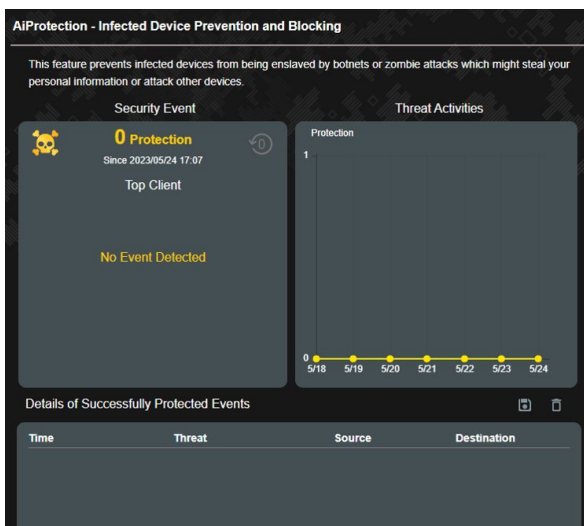 AiProtection - Infected Device Prevention and Blocking
This feature prevents infected devices from being enslaved by botnets or zombie attacks which might steal your
personal information or attack other devices.
Security Event
0 Protection
Since 2023/05/24 17:07
Top Client
No Event Detected
Threat Activities
Protection
1
0
5/18 5/19 5/20 5/21 5/22 5/23 5/24
Details of Successfully Protected Events
Time Threat Source Destination